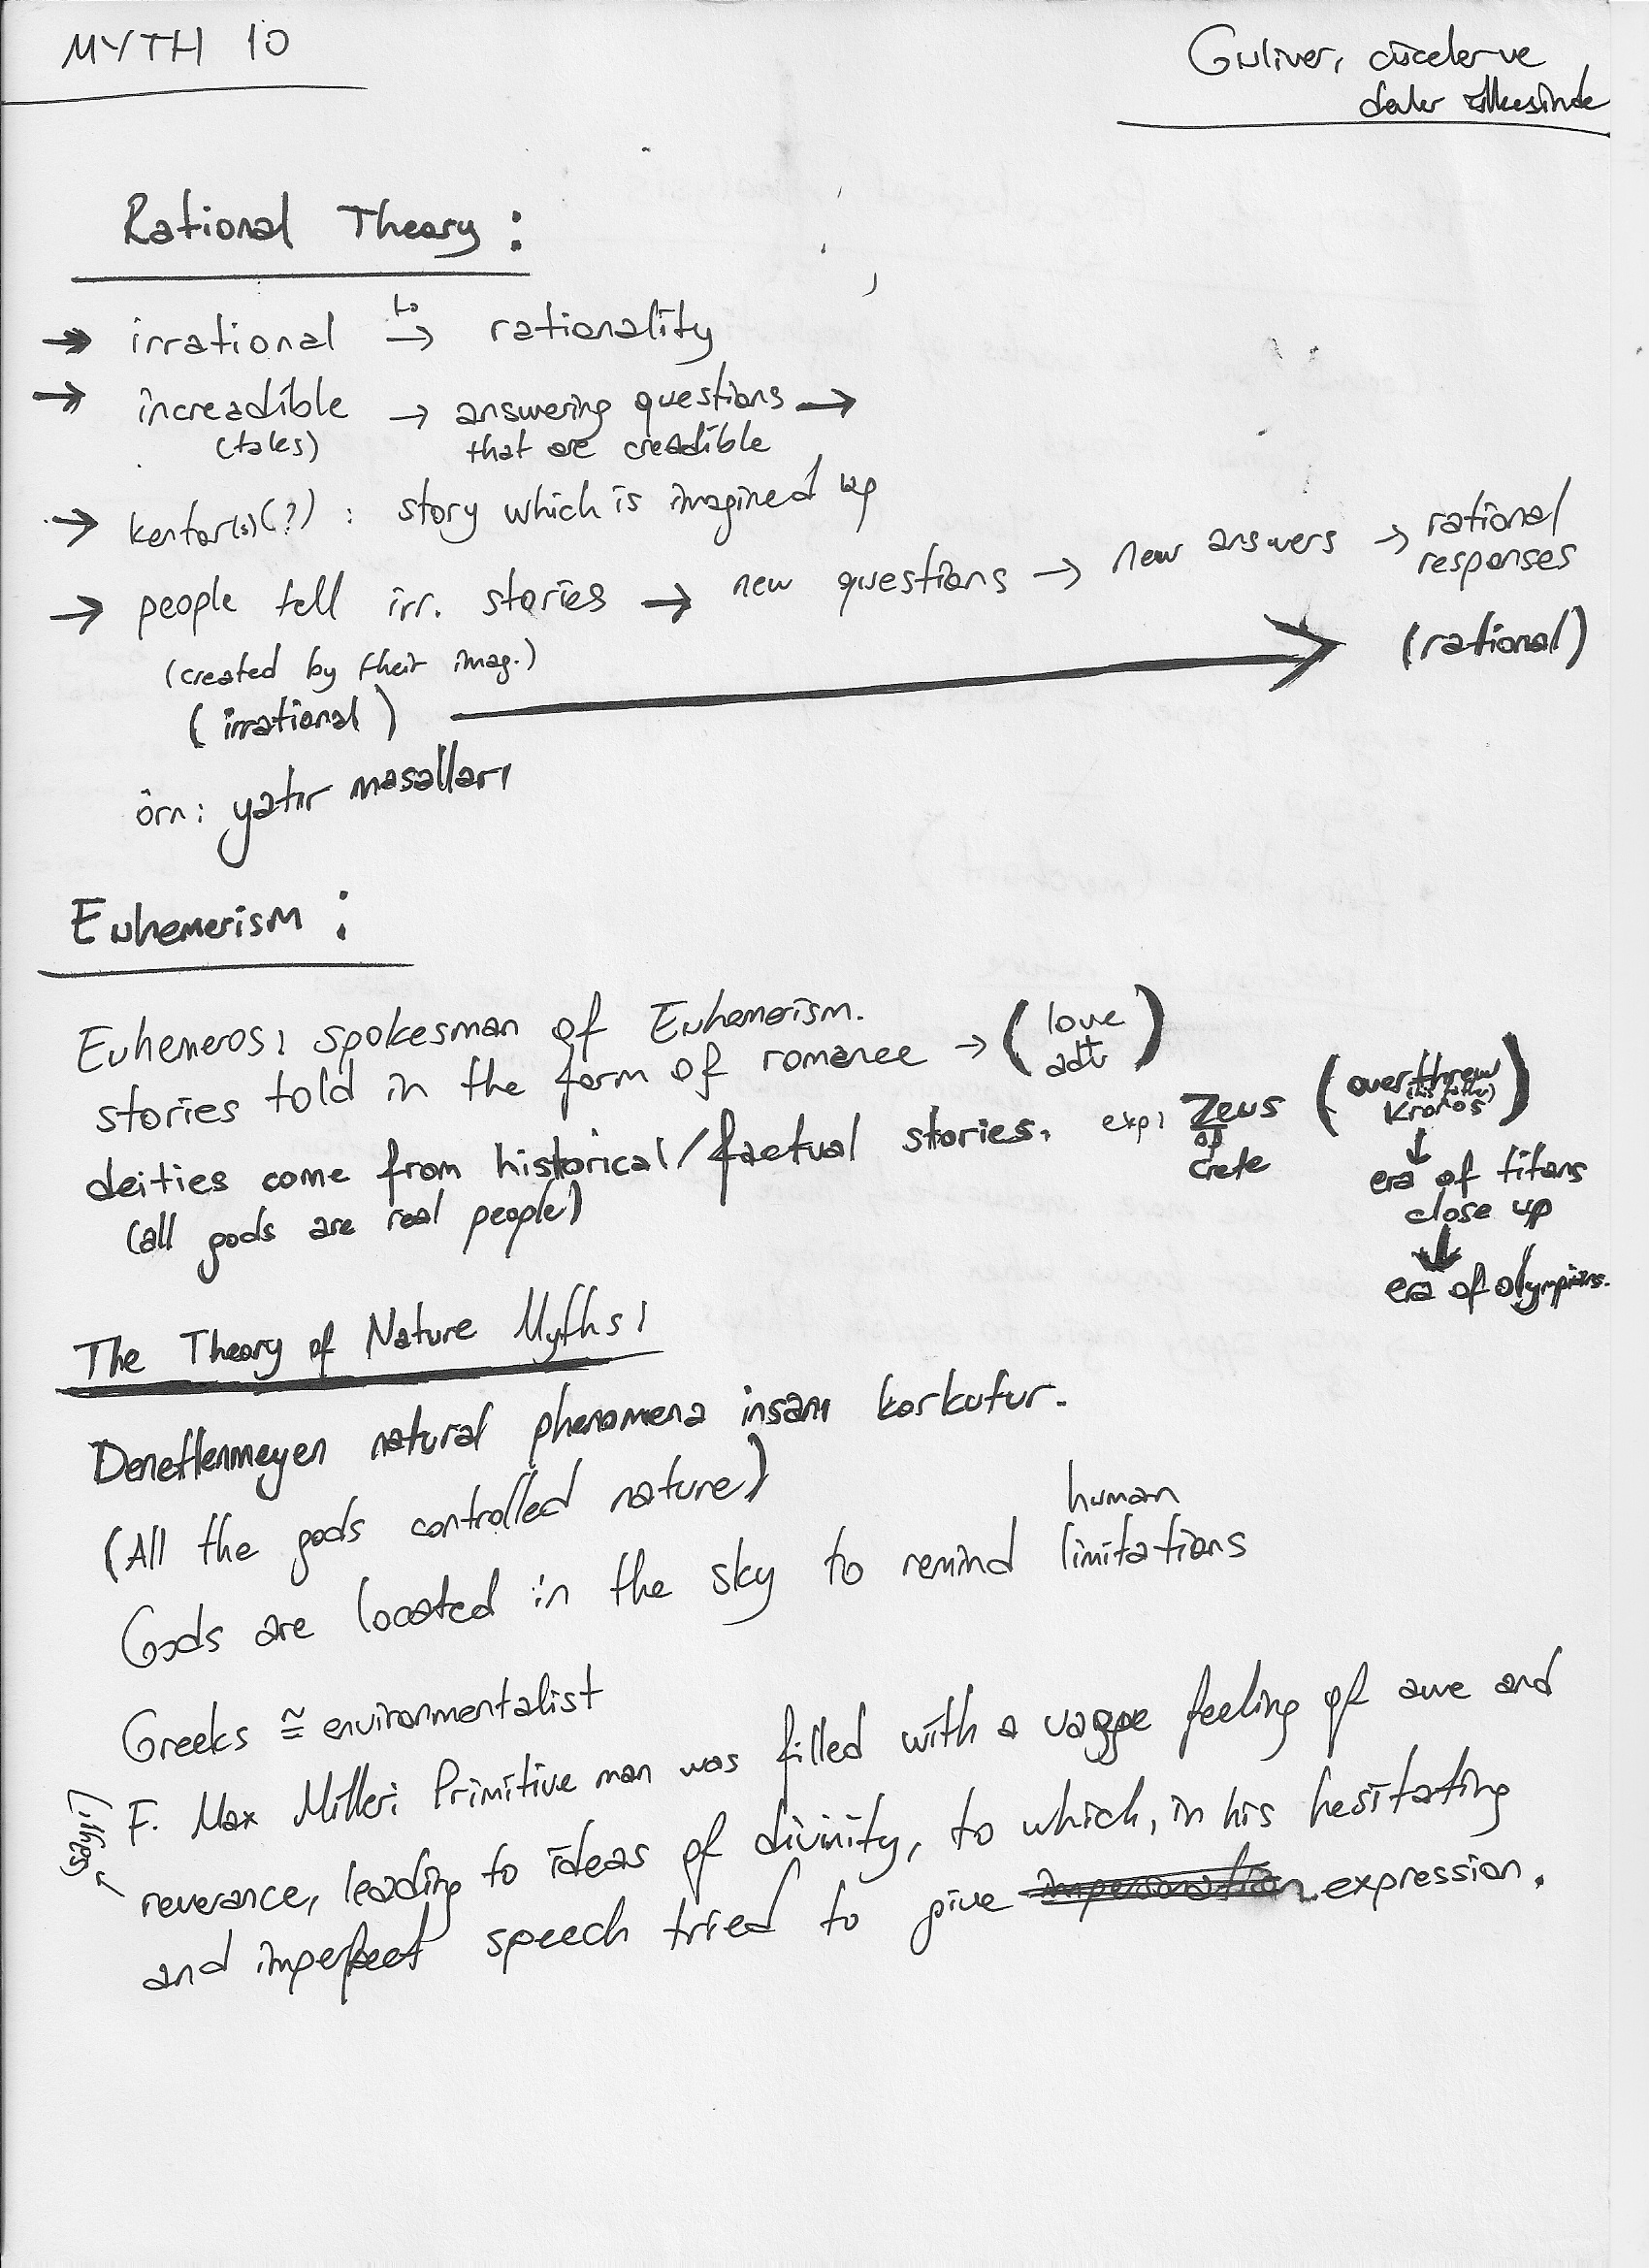 MYTH 10
Guliver, cüceler ve
devler ülkesinde
Rational Theory :
→ irrational to → rationality
→ increadible → answering questions →
(tales) that are creadible
→ kentor(s)(?) : story which is imagined up
→ people tell irr. stories → new questions → new answers → rational
responses
(created by their imag.)
(irrational) → (rational)
örn: yatır masalları
Euhemerism :
Euhemeros: spokesman of Euhemerism.
stories told in the form of romance → (love
+
adv)
deities come from historical/factual stories. exp: Zeus (overthrew
(his father)
Kronos)
of
Crete
(all gods are real people)
↓
era of titans
close up
↓
era of olympians.
The Theory of Nature Myths:
Denetlenmeyen natural phenomena insanı korkutur.
(All the gods controlled nature)
human
Gods are located in the sky to remind limitations
Greeks ≅ environmentalist
F. Max Miller: Primitive man was filled with a vague feeling of awe and
reverance, leading to ideas of divinity, to which, in his hesitating
and imperfect speech tried to give impersonation expression.